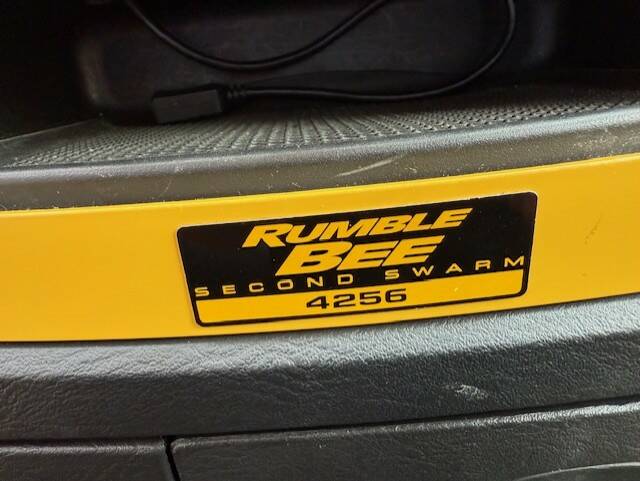 RUMBLE
BEE
SECOND SWARM
4256